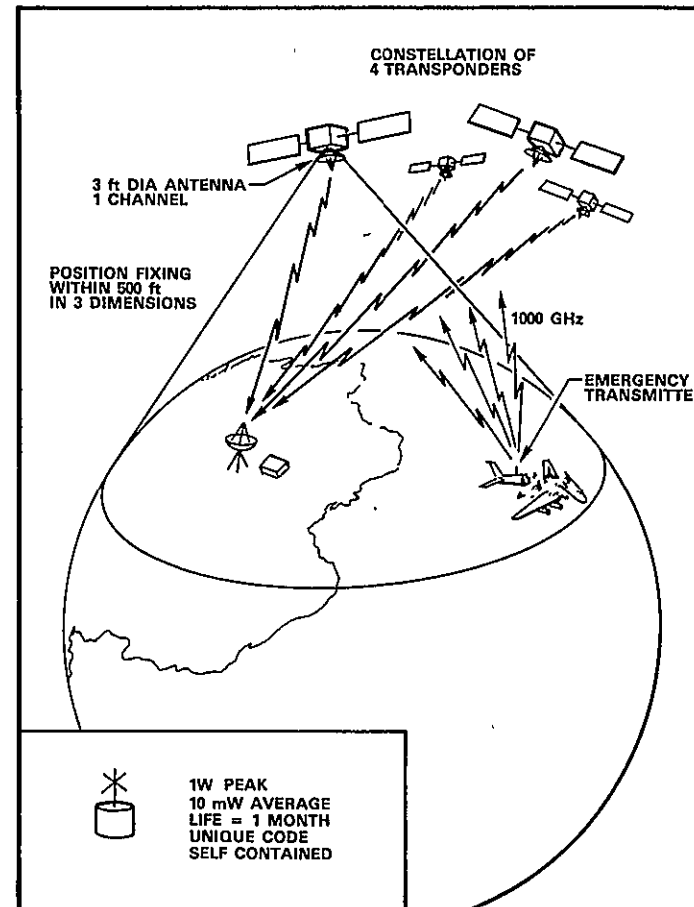 CONSTELLATION OF
4 TRANSPONDERS
3 ft DIA ANTENNA
1 CHANNEL
POSITION FIXING
WITHIN 500 ft
IN 3 DIMENSIONS
1000 GHz
EMERGENCY
TRANSMITTE
1W PEAK
10 mW AVERAGE
LIFE = 1 MONTH
UNIQUE CODE
SELF CONTAINED